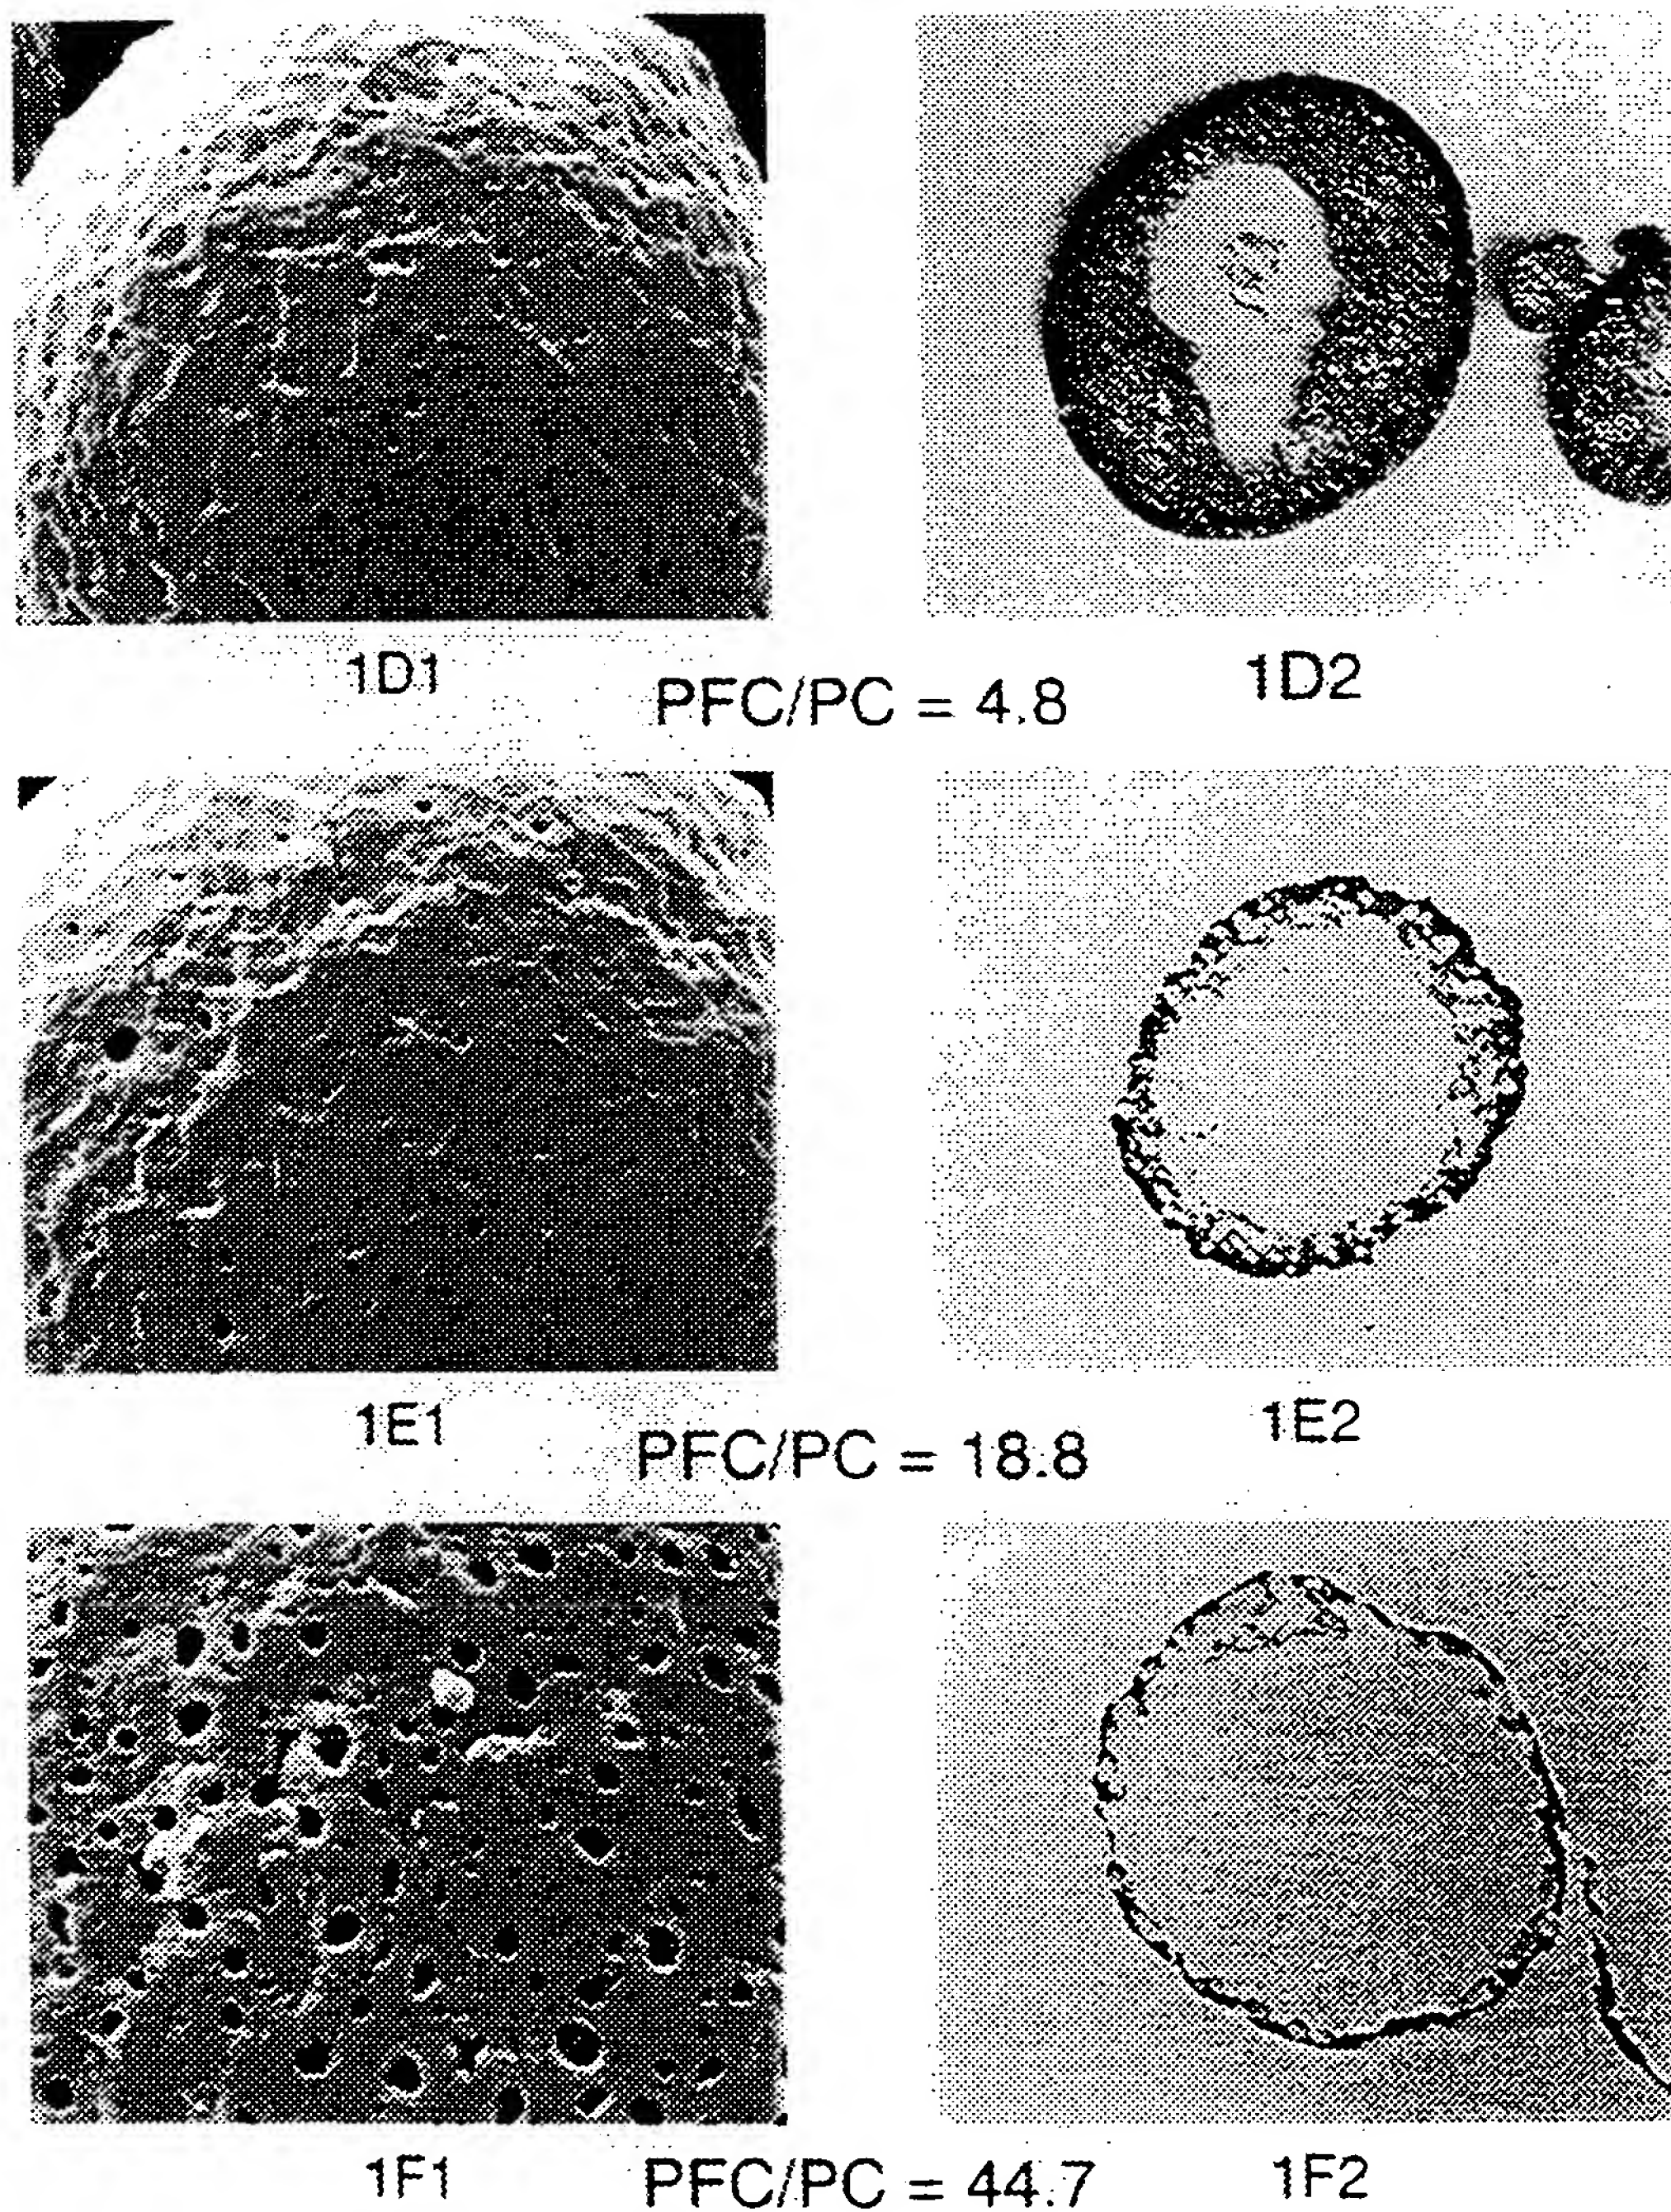 1D1
1D2
PFC/PC = 4.8
1E1
1E2
PFC/PC = 18.8
1F1
1F2
PFC/PC = 44.7